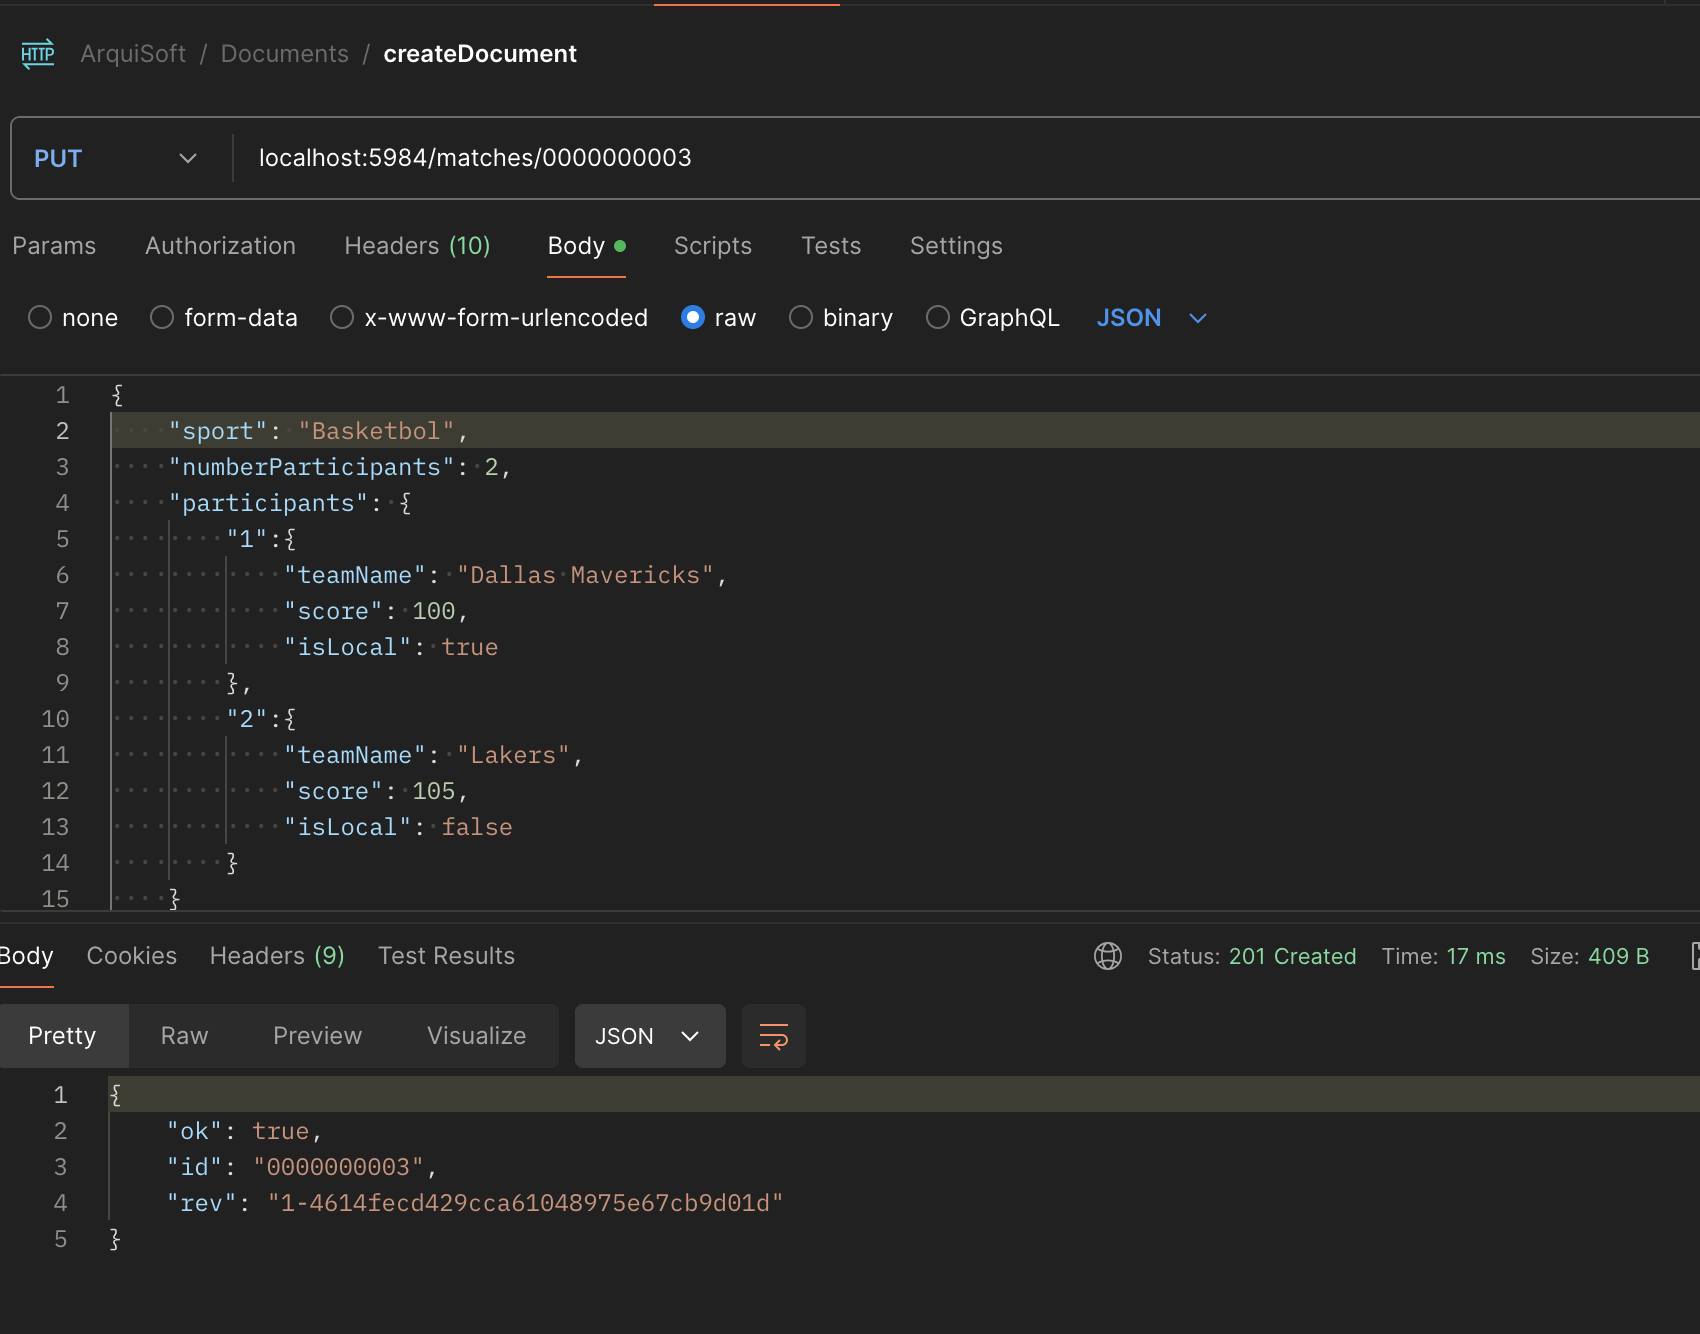 HTTP ArquiSoft / Documents / createDocument
PUT localhost:5984/matches/0000000003
Params Authorization Headers (10) Body Scripts Tests Settings
none form-data x-www-form-urlencoded raw binary GraphQL JSON
1 {
2 "sport": "Basketbol",
3 "numberParticipants": 2,
4 "participants": {
5 "1":{
6 "teamName": "Dallas Mavericks",
7 "score": 100,
8 "isLocal": true
9 },
10 "2":{
11 "teamName": "Lakers",
12 "score": 105,
13 "isLocal": false
14 }
15 }
Body Cookies Headers (9) Test Results Status: 201 Created Time: 17 ms Size: 409 B
Pretty Raw Preview Visualize JSON
1 {
2 "ok": true,
3 "id": "0000000003",
4 "rev": "1-4614fecd429cca61048975e67cb9d01d"
5 }